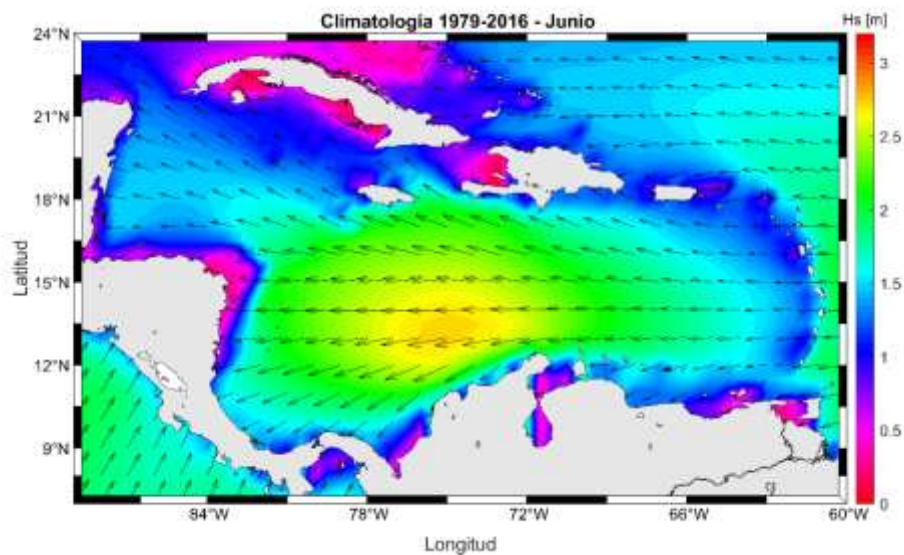 Climatología 1979-2016 - Junio
Hs [m]
24°N
21°N
18°N
15°N
12°N
9°N
Latitud
84°W
78°W
72°W
66°W
60°W
Longitud
3
2.5
2
1.5
1
0.5
0